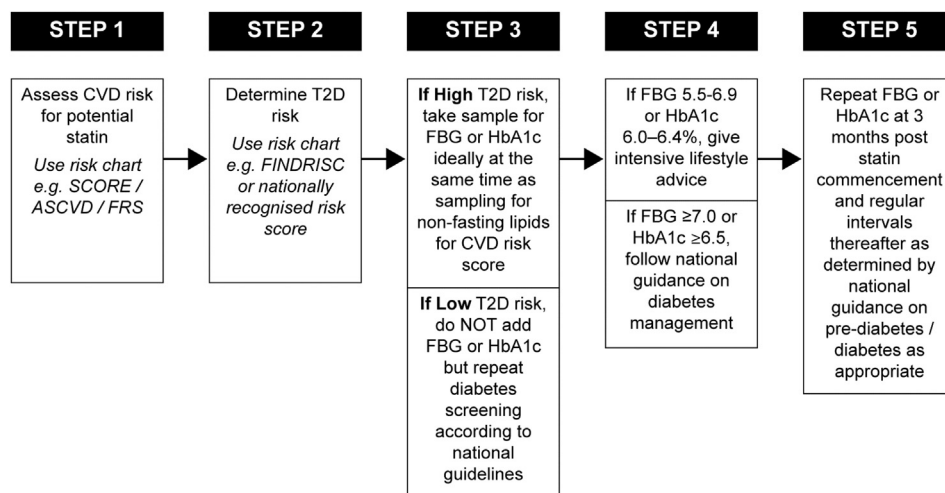 STEP 1
Assess CVD risk
for potential
statin
Use risk chart
e.g. SCORE /
ASCVD / FRS
STEP 2
Determine T2D
risk
Use risk chart
e.g. FINDRISC
or nationally
recognised risk
score
STEP 3
If High T2D risk,
take sample for
FBG or HbA1c
ideally at the
same time as
sampling for
non-fasting lipids
for CVD risk
score
If Low T2D risk,
do NOT add
FBG or HbA1c
but repeat
diabetes
screening
according to
national
guidelines
STEP 4
If FBG 5.5-6.9
or HbA1c
6.0–6.4%, give
intensive lifestyle
advice
If FBG ≥7.0 or
HbA1c ≥6.5,
follow national
guidance on
diabetes
management
STEP 5
Repeat FBG or
HbA1c at 3
months post
statin
commencement
and regular
intervals
thereafter as
determined by
national
guidance on
pre-diabetes /
diabetes as
appropriate